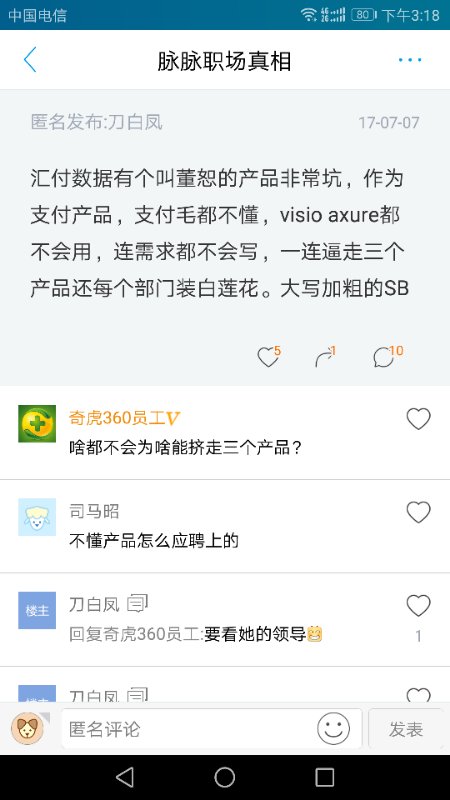 中国电信
80
下午3:18
脉脉职场真相
匿名发布:刀白凤
17-07-07
汇付数据有个叫董恕的产品非常坑，作为
支付产品，支付毛都不懂，visio axure都
不会用，连需求都不会写，一连逼走三个
产品还每个部门装白莲花。大写加粗的SB
5
1
10
奇虎360员工V
啥都不会为啥能挤走三个产品？
司马昭
不懂产品怎么应聘上的
楼主
刀白凤
回复奇虎360员工:要看她的领导
1
楼主
刀白凤
匿名评论
发表